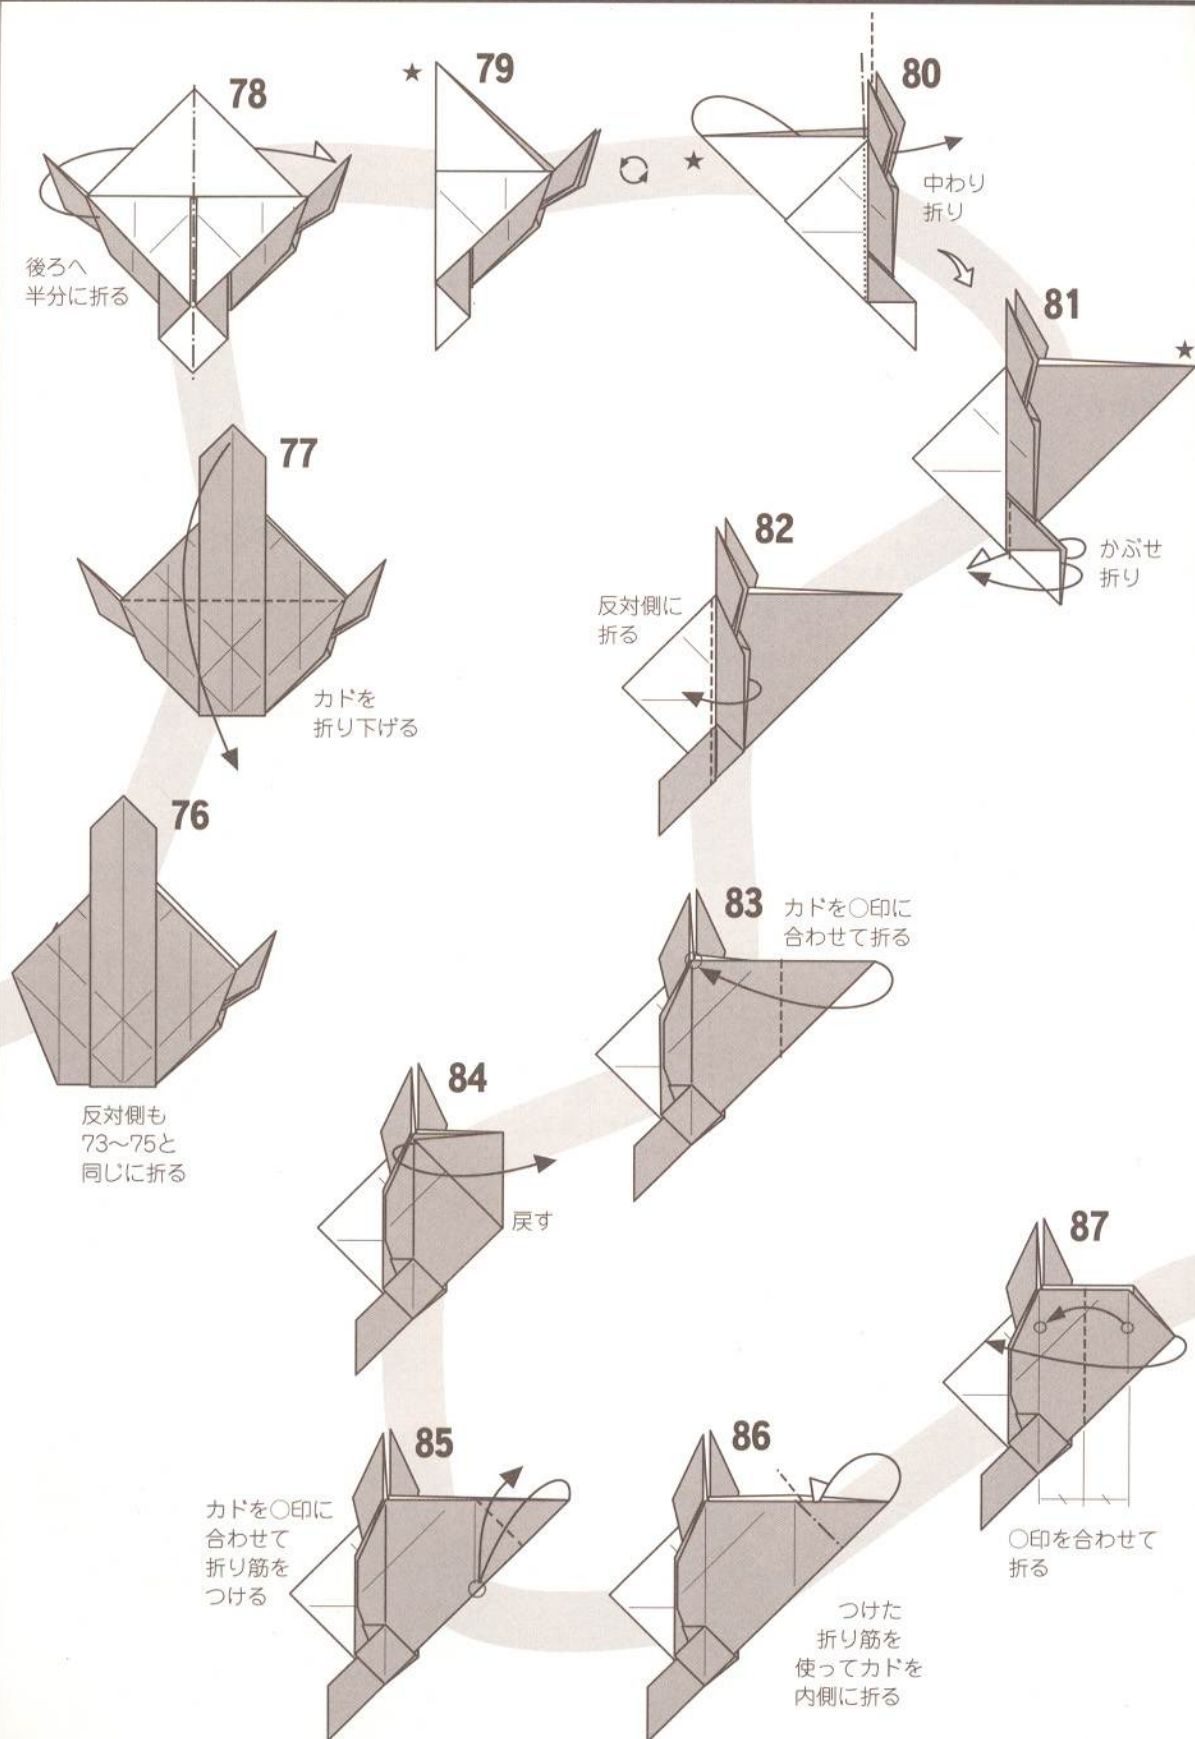 76
反対側も
73〜75と
同じに折る
77
カドを
折り下げる
78
後ろへ
半分に折る
★
79
★
80
中わり
折り
81
★
かぶせ
折り
82
反対側に
折る
83
カドを○印に
合わせて折る
84
戻す
85
カドを○印に
合わせて
折り筋を
つける
86
つけた
折り筋を
使ってカドを
内側に折る
87
○印を合わせて
折る